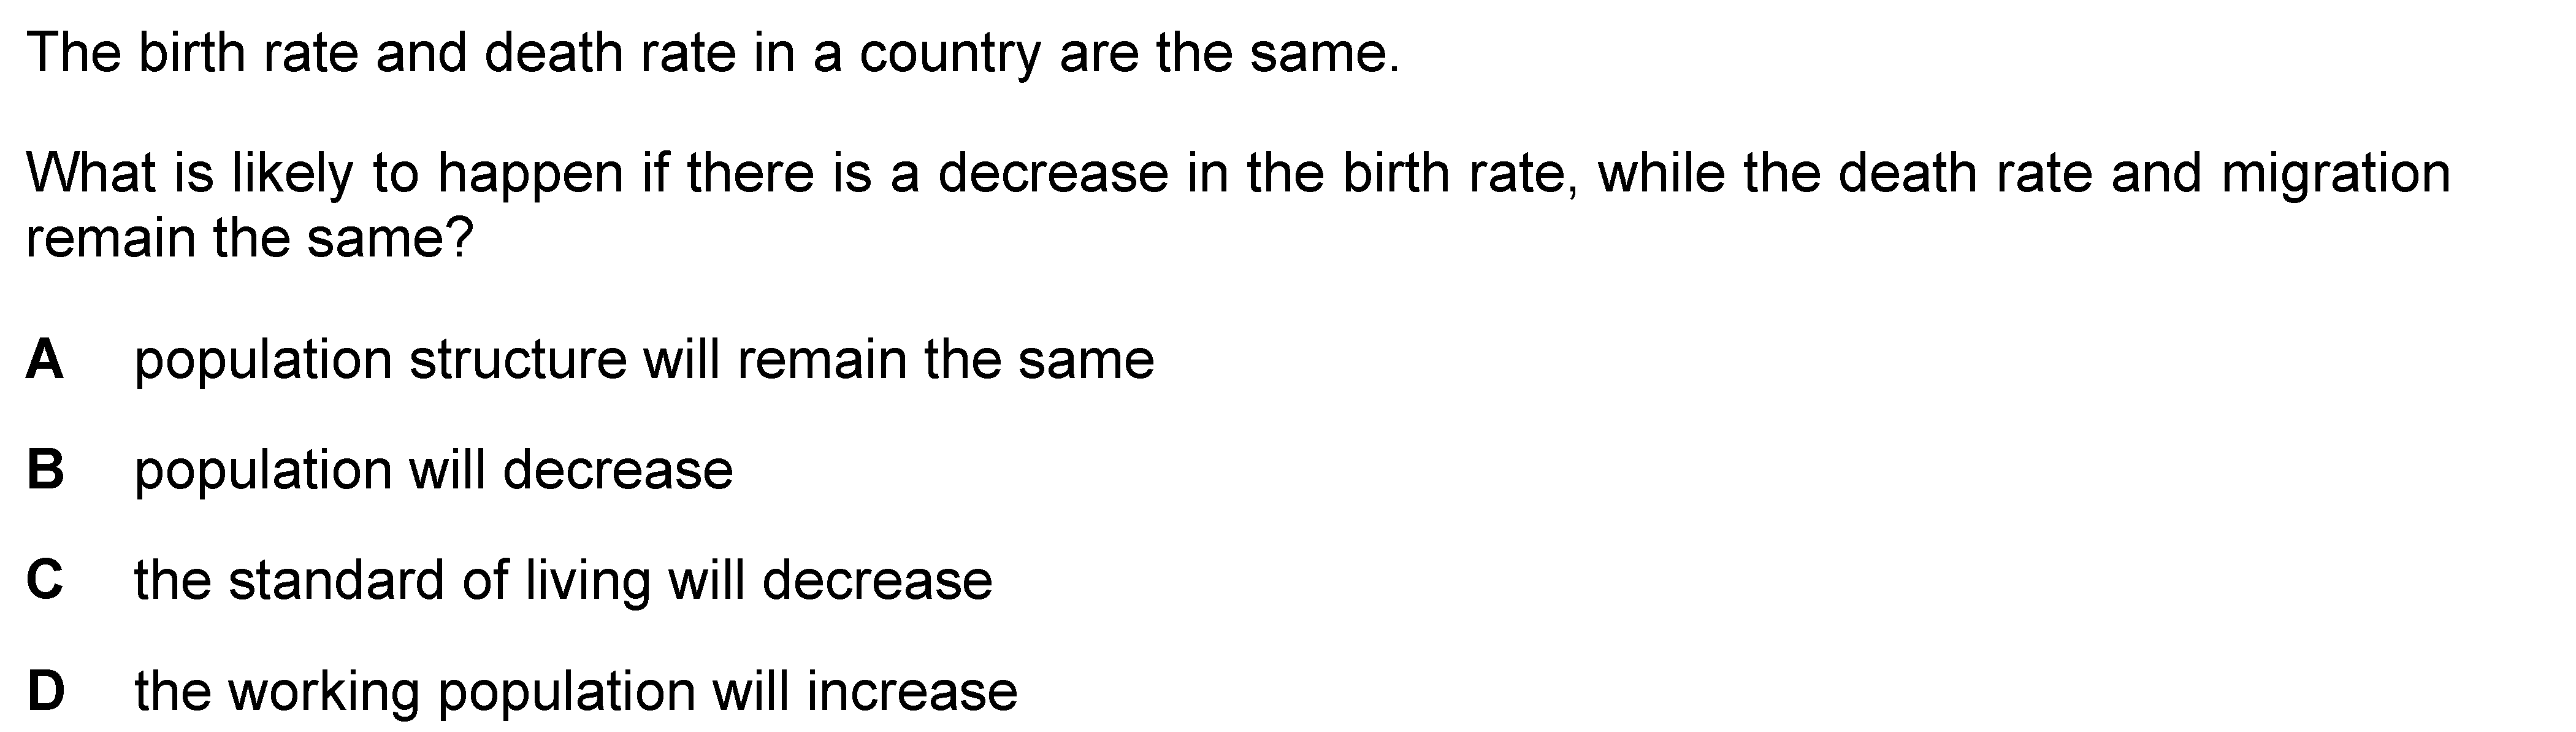 The birth rate and death rate in a country are the same.
What is likely to happen if there is a decrease in the birth rate, while the death rate and migration
remain the same?
A population structure will remain the same
B population will decrease
C the standard of living will decrease
D the working population will increase